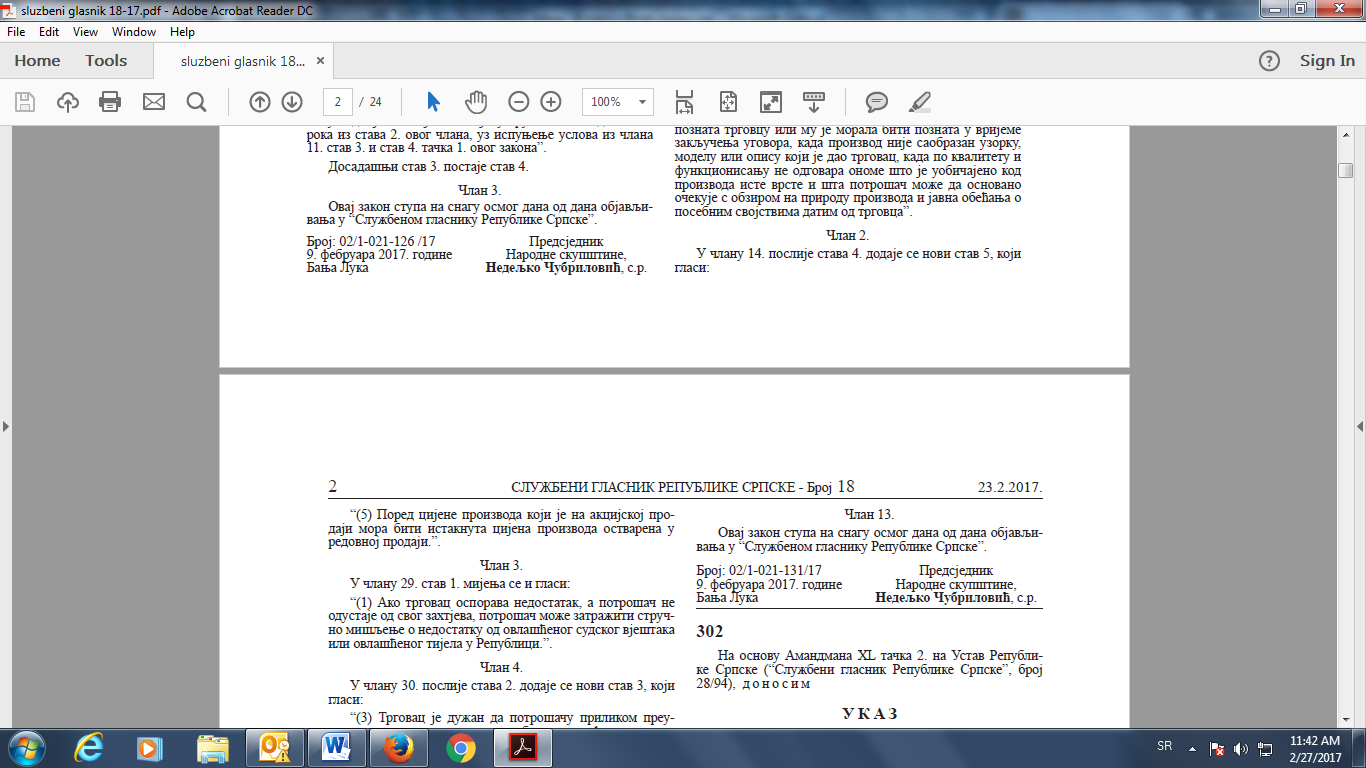 sluzbeni glasnik 18-17.pdf - Adobe Acrobat Reader DC
File Edit View Window Help
Home Tools sluzbeni glasnik 18... × ? Sign In
2 / 24 100%
рока из става 2. овог члана, уз испуњење услова из члана
11. став 3. и став 4. тачка 1. овог закона”.
Досадашњи став 3. постаје став 4.
Члан 3.
Овај закон ступа на снагу осмог дана од дана објављи-
вања у “Службеном гласнику Републике Српске”.
Број: 02/1-021-126 /17 Предсједник
9. фебруара 2017. године Народне скупштине,
Бања Лука Недељко Чубриловић, с.р.
позната трговцу или му је морала бити позната у вријеме
закључења уговора, када производ није саобразан узорку,
моделу или опису који је дао трговац, када по квалитету и
функционисању не одговара ономе што је уобичајено код
производа исте врсте и шта потрошач може да основано
очекује с обзиром на природу производа и јавна обећања о
посебним својствима датим од трговца”.
Члан 2.
У члану 14. послије става 4. додаје се нови став 5, који
гласи:
2 СЛУЖБЕНИ ГЛАСНИК РЕПУБЛИКЕ СРПСКЕ - Број 18 23.2.2017.
“(5) Поред цијене производа који је на акцијској про-
даји мора бити истакнута цијена производа остварена у
редовној продаји.”.
Члан 3.
У члану 29. став 1. мијења се и гласи:
“(1) Ако трговац оспорава недостатак, а потрошач не
одустаје од свог захтјева, потрошач може затражити струч-
но мишљење о недостатку од овлашћеног судског вјештака
или овлашћеног тијела у Републици.”.
Члан 4.
У члану 30. послије става 2. додаје се нови став 3, који
гласи:
“(3) Трговац је дужан да потрошачу приликом преу-
Члан 13.
Овај закон ступа на снагу осмог дана од дана објављи-
вања у “Службеном гласнику Републике Српске”.
Број: 02/1-021-131/17 Предсједник
9. фебруара 2017. године Народне скупштине,
Бања Лука Недељко Чубриловић, с.р.
302
На основу Амандмана XL тачка 2. на Устав Републи-
ке Српске (“Службени гласник Републике Српске”, број
28/94), д о н о с и м
У К А З
SR 11:42 AM
2/27/2017